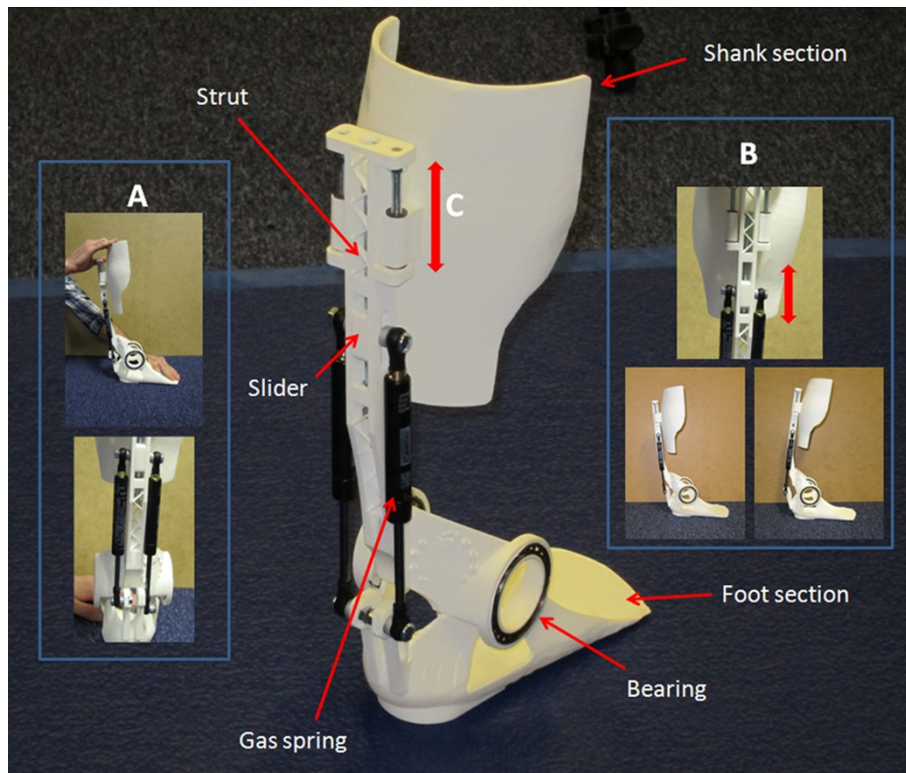 Shank section
Strut
A
B
C
Slider
Foot section
Bearing
Gas spring